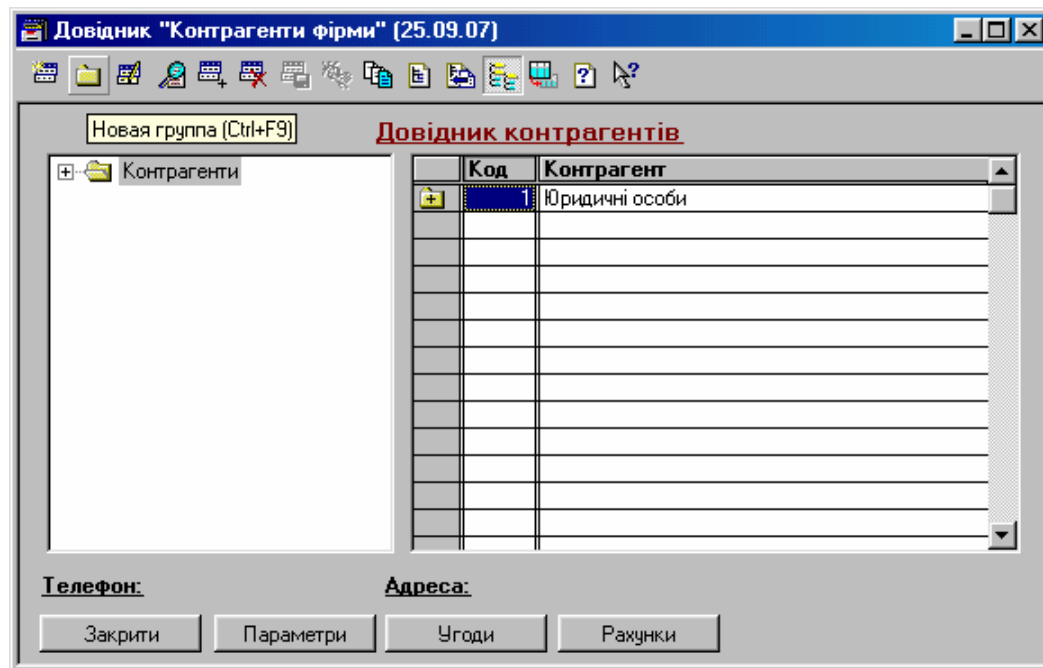 Довідник "Контрагенти фірми" (25.09.07)
Новая группа (Ctrl+F9)
Довідник контрагентів
Контрагенти
Код Контрагент
1 Юридичні особи
Телефон: Адреса:
Закрити Параметри Угоди Рахунки